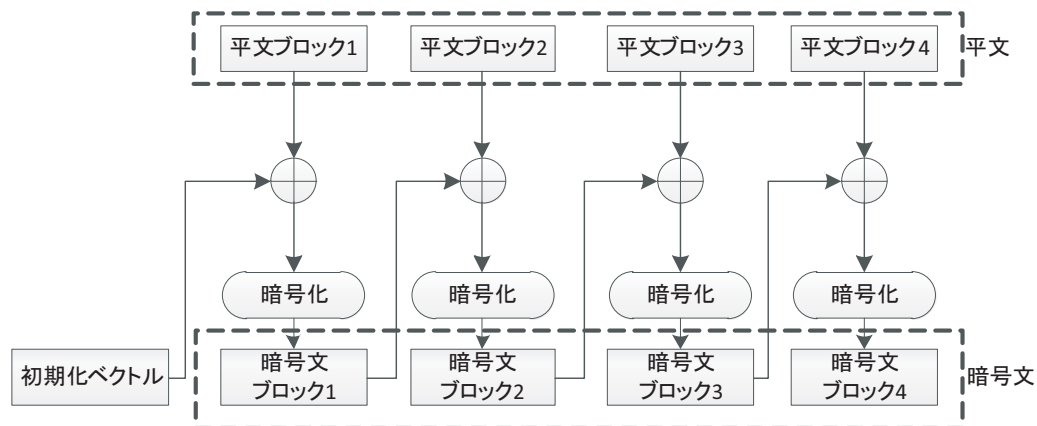 平文ブロック1
平文ブロック2
平文ブロック3
平文ブロック4
平文
暗号化
暗号化
暗号化
暗号化
初期化ベクトル
暗号文
ブロック1
暗号文
ブロック2
暗号文
ブロック3
暗号文
ブロック4
暗号文